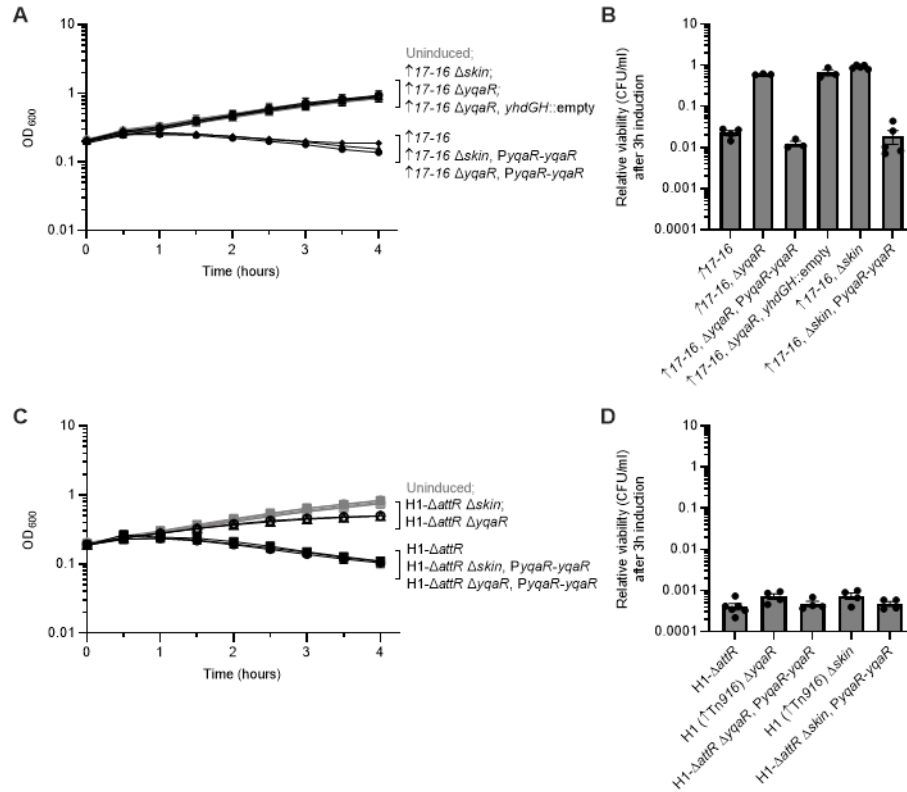 A
10
1
0.1
0.01
OD600
0
1
2
3
4
Time (hours)
Uninduced;
↑17-16 Δskin;
↑17-16 ΔyqaR;
↑17-16 ΔyqaR, yhdGH::empty
↑17-16
↑17-16 Δskin, PyqaR-yqaR
↑17-16 ΔyqaR, PyqaR-yqaR
B
Relative viability (CFU/ml)
after 3h induction
10
1
0.1
0.01
0.001
0.0001
↑17-16
↑17-16, ΔyqaR
↑17-16, ΔyqaR, PyqaR-yqaR
↑17-16, ΔyqaR, yhdGH::empty
↑17-16, Δskin
↑17-16, Δskin, PyqaR-yqaR
C
10
1
0.1
0.01
OD600
0
1
2
3
4
Time (hours)
Uninduced;
H1-ΔattR Δskin;
H1-ΔattR ΔyqaR
H1-ΔattR
H1-ΔattR Δskin, PyqaR-yqaR
H1-ΔattR ΔyqaR, PyqaR-yqaR
D
Relative viability (CFU/ml)
after 3h induction
10
1
0.1
0.01
0.001
0.0001
H1-ΔattR
H1 (↑Tn916) ΔyqaR
H1-ΔattR ΔyqaR, PyqaR-yqaR
H1 (↑Tn916) Δskin
H1-ΔattR Δskin, PyqaR-yqaR